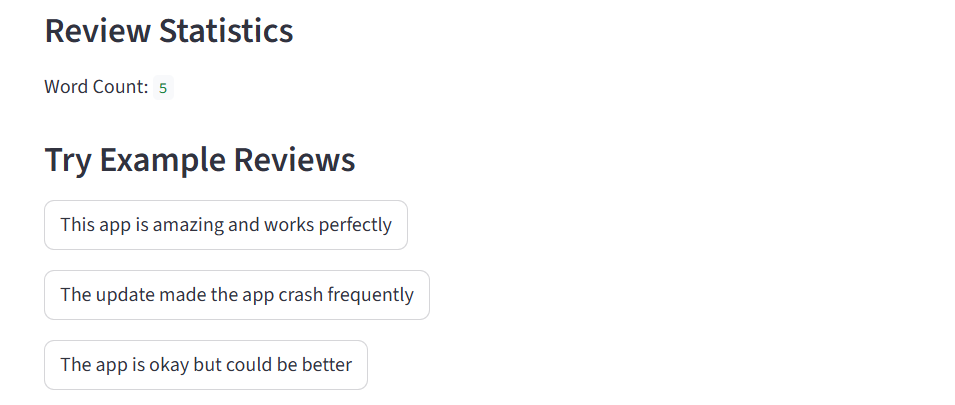 Review Statistics
Word Count: 5
Try Example Reviews
This app is amazing and works perfectly
The update made the app crash frequently
The app is okay but could be better